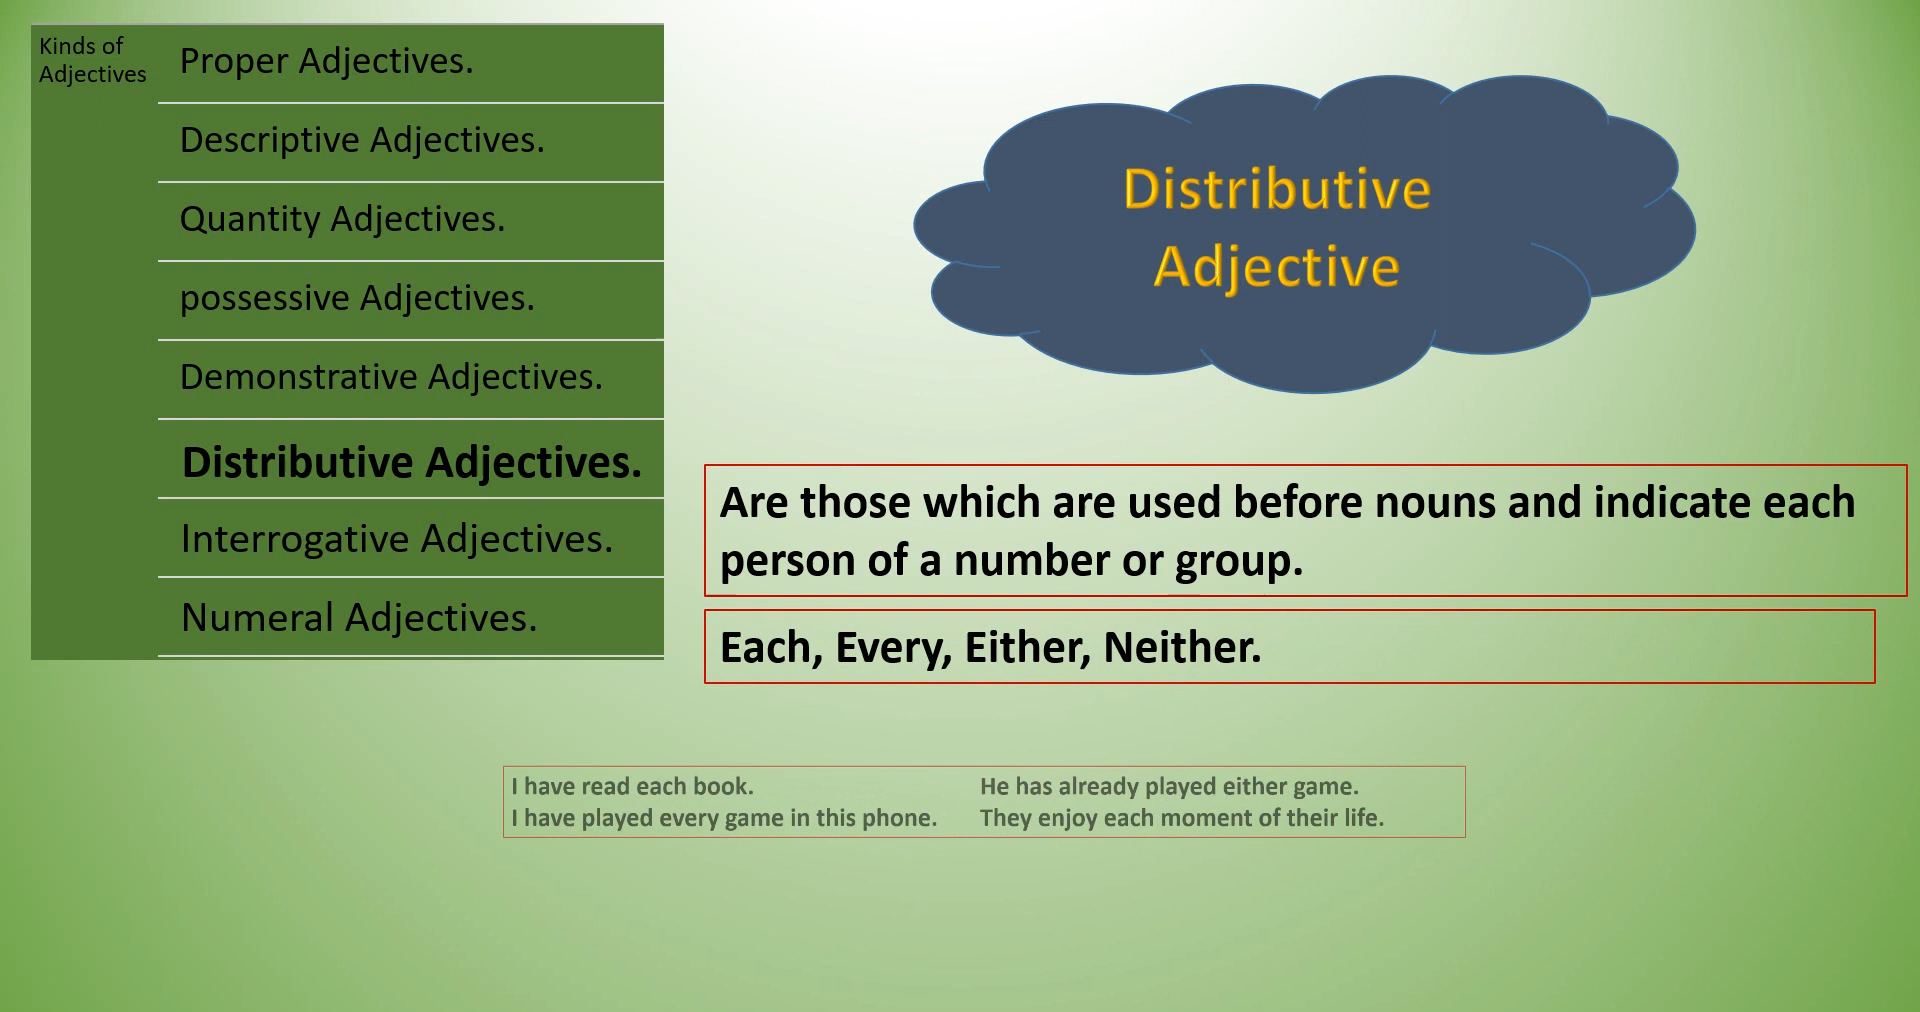 Kinds of
Adjectives
Proper Adjectives.
Descriptive Adjectives.
Quantity Adjectives.
possessive Adjectives.
Demonstrative Adjectives.
Distributive Adjectives.
Interrogative Adjectives.
Numeral Adjectives.
Distributive
Adjective
Are those which are used before nouns and indicate each
person of a number or group.
Each, Every, Either, Neither.
I have read each book.
I have played every game in this phone.
He has already played either game.
They enjoy each moment of their life.